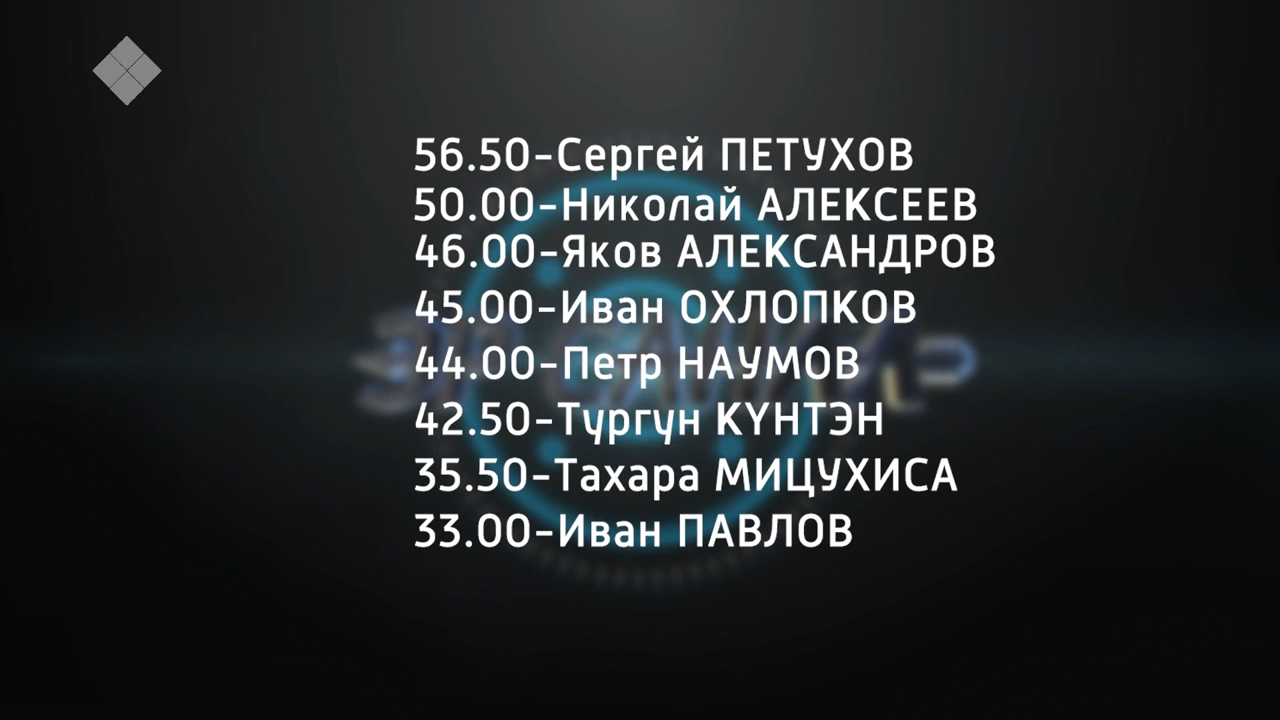 56.50-Сергей ПЕТУХОВ
50.00-Николай АЛЕКСЕЕВ
46.00-Яков АЛЕКСАНДРОВ
45.00-Иван ОХЛОПКОВ
44.00-Петр НАУМОВ
42.50-Тургун КҮНТЭН
35.50-Тахара МИЦУХИСА
33.00-Иван ПАВЛОВ